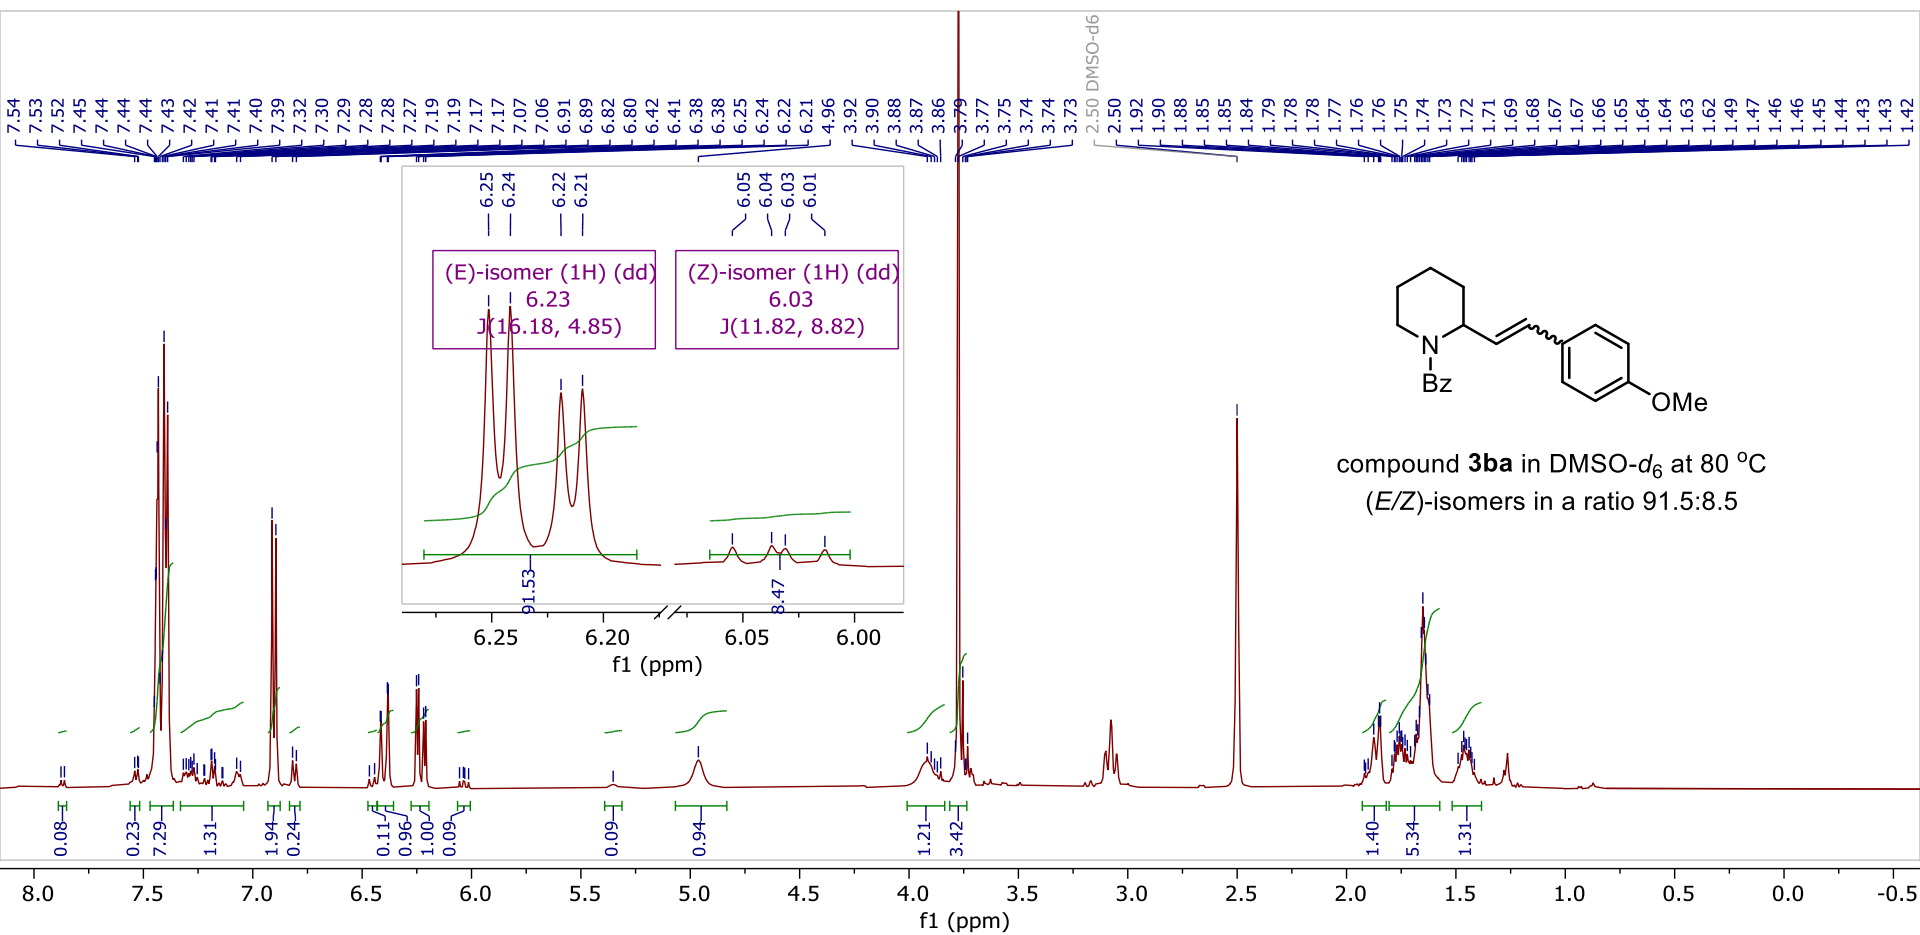 7.54 7.53 7.52 7.45 7.44 7.44 7.44 7.43 7.42 7.41 7.41 7.40 7.39 7.32 7.30 7.29 7.28 7.28 7.27 7.19 7.19 7.17 7.17 7.07 7.06 6.91 6.89 6.82 6.80 6.42 6.41 6.38 6.38 6.25 6.24 6.22 6.21 4.96 3.92 3.90 3.88 3.87 3.86 3.79 3.77 3.75 3.74 3.74 3.73 2.50 DMSO-d6 2.50 1.92 1.90 1.88 1.85 1.85 1.84 1.79 1.78 1.78 1.77 1.76 1.76 1.75 1.74 1.73 1.72 1.71 1.69 1.68 1.67 1.67 1.66 1.65 1.64 1.64 1.63 1.62 1.49 1.47 1.46 1.46 1.45 1.44 1.43 1.43 1.42
6.25 6.24 6.22 6.21 6.05 6.04 6.03 6.01
(E)-isomer (1H) (dd)
6.23
J(16.18, 4.85)
(Z)-isomer (1H) (dd)
6.03
J(11.82, 8.82)
91.53 8.47
6.25 6.20 6.05 6.00
f1 (ppm)
N
Bz
OMe
compound 3ba in DMSO-d6 at 80 oC
(E/Z)-isomers in a ratio 91.5:8.5
0.08 0.23 7.29 1.31 1.94 0.24 0.11 0.96 1.00 0.09 0.09 0.94 1.21 3.42 1.40 5.34 1.31
8.0 7.5 7.0 6.5 6.0 5.5 5.0 4.5 4.0 3.5 3.0 2.5 2.0 1.5 1.0 0.5 0.0 -0.5
f1 (ppm)